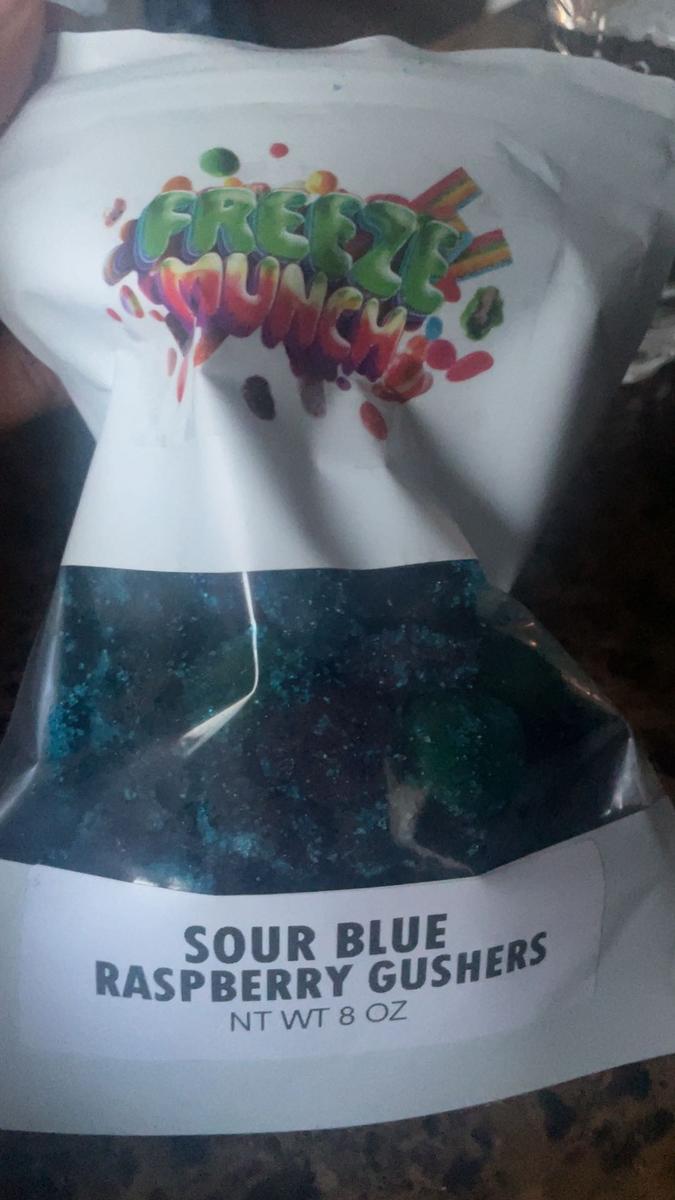 FREEZE
MUNCH
SOUR BLUE
RASPBERRY GUSHERS
NT WT 8 OZ